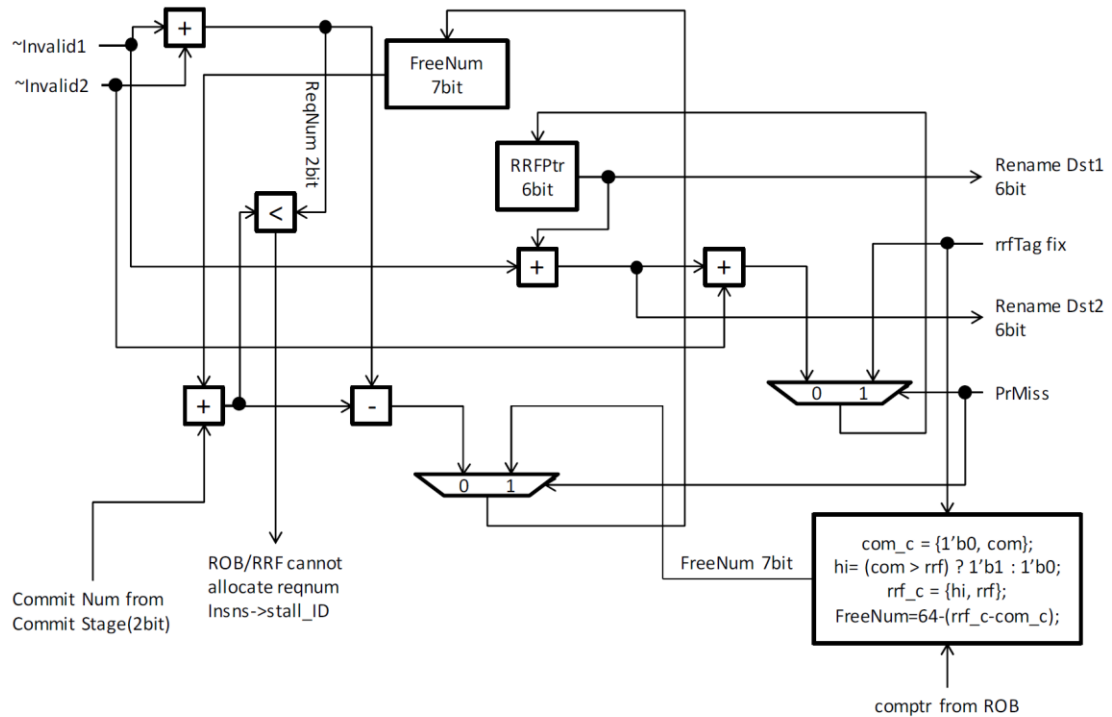 ~Invalid1
~Invalid2
+
FreeNum
7bit
ReqNum 2bit
RRFPtr
6bit
Rename Dst1
6bit
<
rrfTag fix
+
+
Rename Dst2
6bit
0 1
PrMiss
+
-
0 1
FreeNum 7bit
com_c = {1'b0, com};
hi= (com > rrf) ? 1'b1 : 1'b0;
rrf_c = {hi, rrf};
FreeNum=64-(rrf_c-com_c);
ROB/RRF cannot
allocate reqnum
Insns->stall_ID
Commit Num from
Commit Stage(2bit)
comptr from ROB